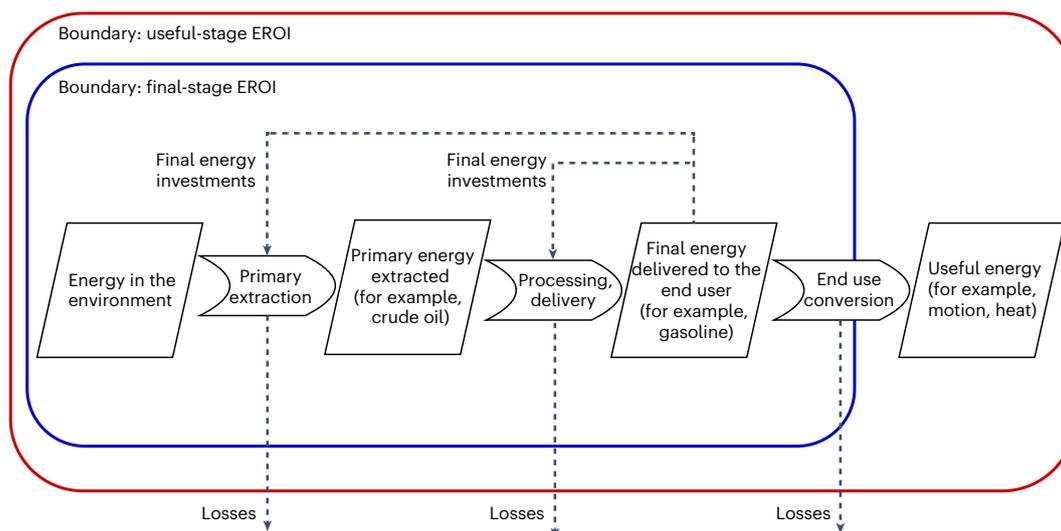 Boundary: useful-stage EROI
Boundary: final-stage EROI
Final energy
investments
Final energy
investments
Energy in the
environment
Primary
extraction
Primary energy
extracted
(for example,
crude oil)
Processing,
delivery
Final energy
delivered to the
end user
(for example,
gasoline)
End use
conversion
Useful energy
(for example,
motion, heat)
Losses
Losses
Losses